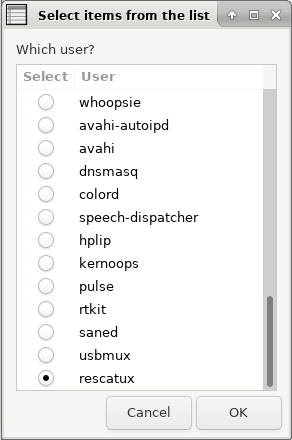 Select items from the list
Which user?
Select User
whoopsie
avahi-autoipd
avahi
dnsmasq
colord
speech-dispatcher
hplip
kernoops
pulse
rtkit
saned
usbmux
rescatux
Cancel OK